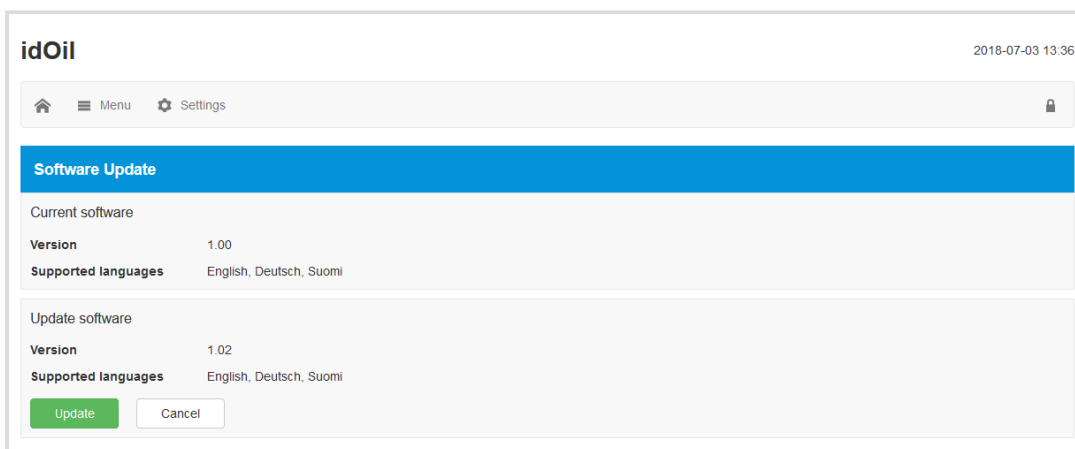 idOil
2018-07-03 13:36
Menu Settings
Software Update
Current software
Version 1.00
Supported languages English, Deutsch, Suomi
Update software
Version 1.02
Supported languages English, Deutsch, Suomi
Update Cancel